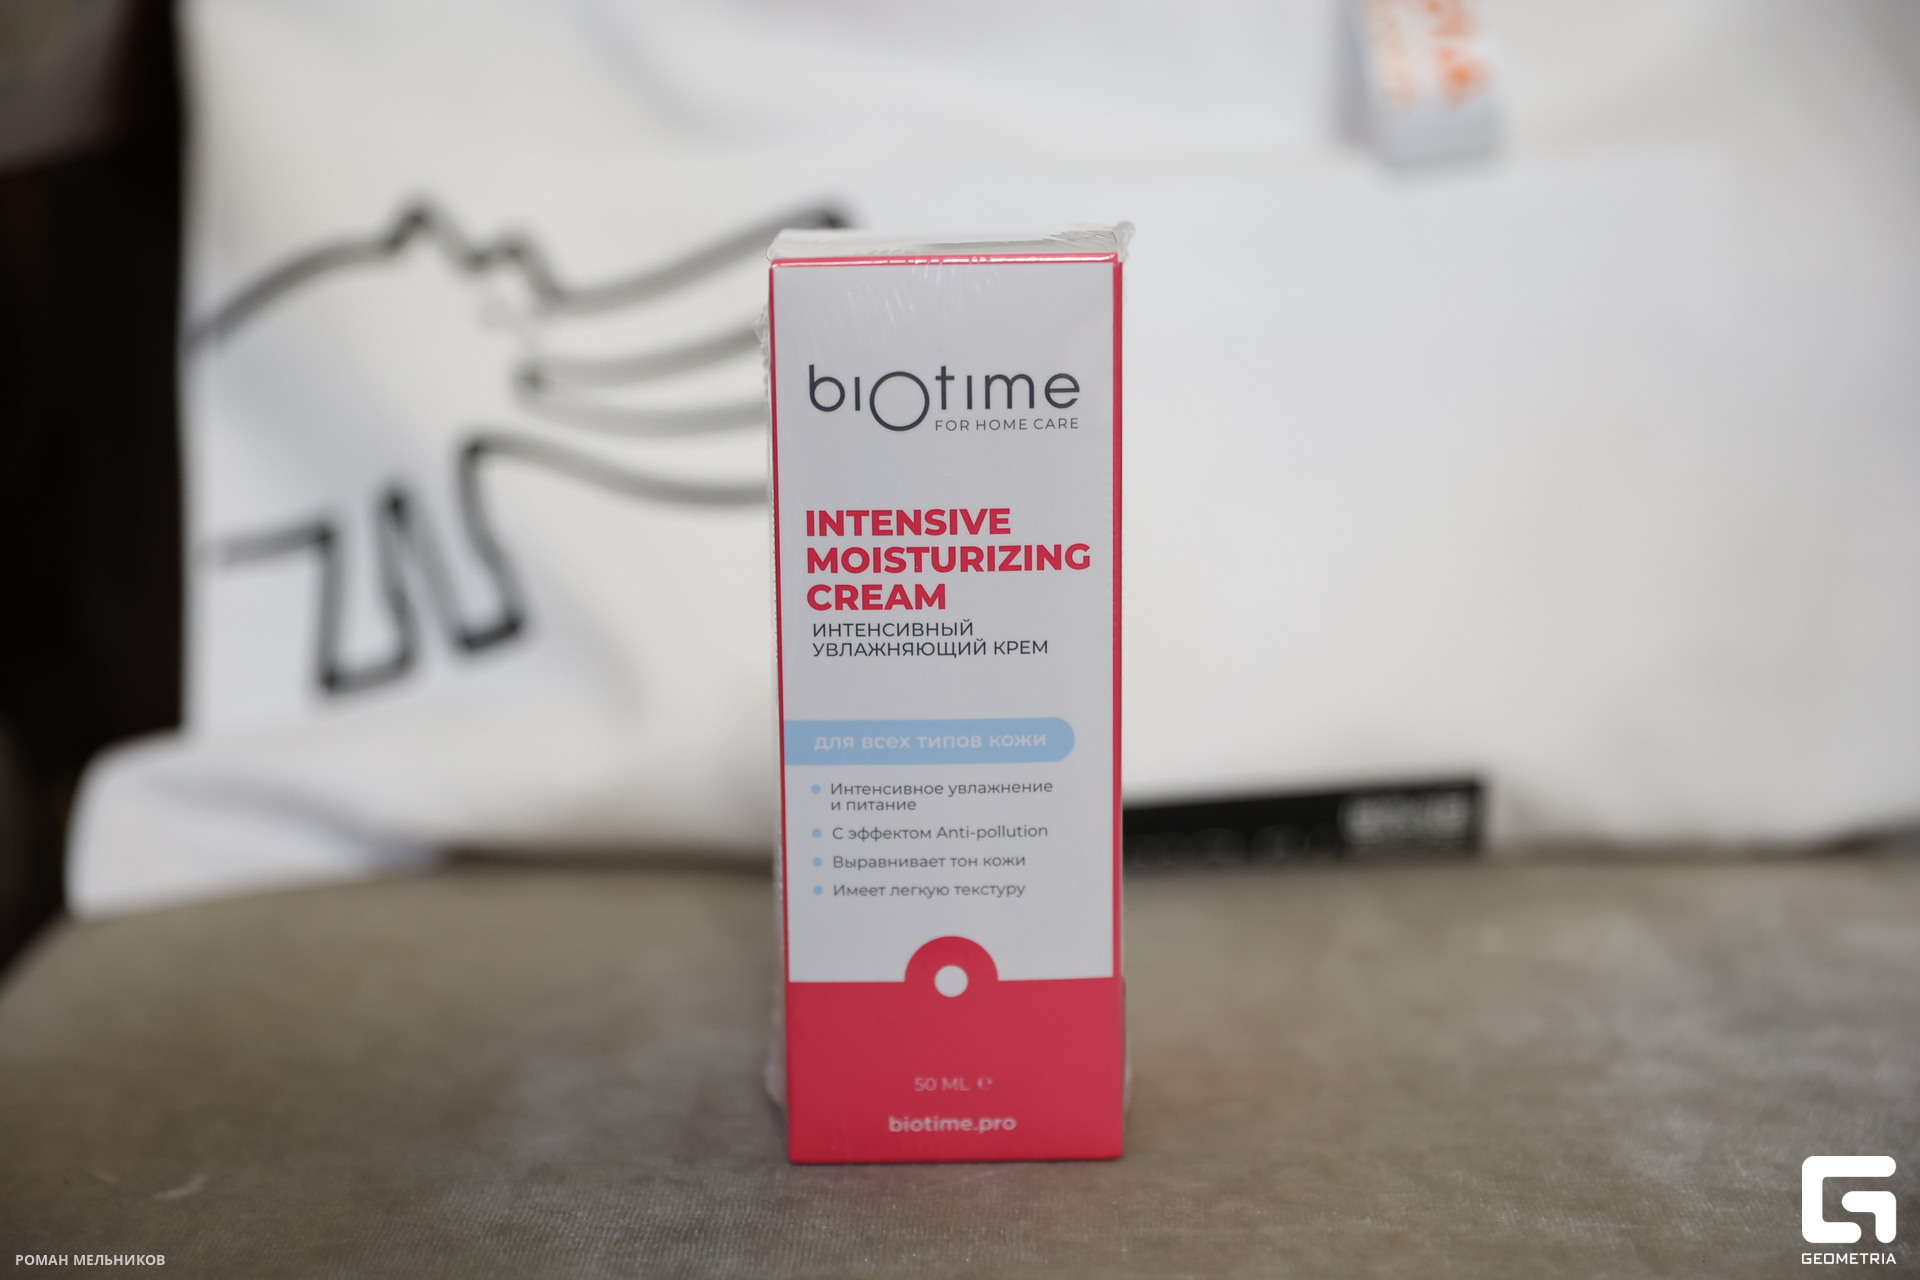 biotime
FOR HOME CARE
INTENSIVE
MOISTURIZING
CREAM
ИНТЕНСИВНЫЙ
УВЛАЖНЯЮЩИЙ КРЕМ
для всех типов кожи
Интенсивное увлажнение
и питание
С эффектом Anti-pollution
Выравнивает тон кожи
Имеет легкую текстуру
50 ML ℮
biotime.pro
РОМАН МЕЛЬНИКОВ
GEOMETRIA